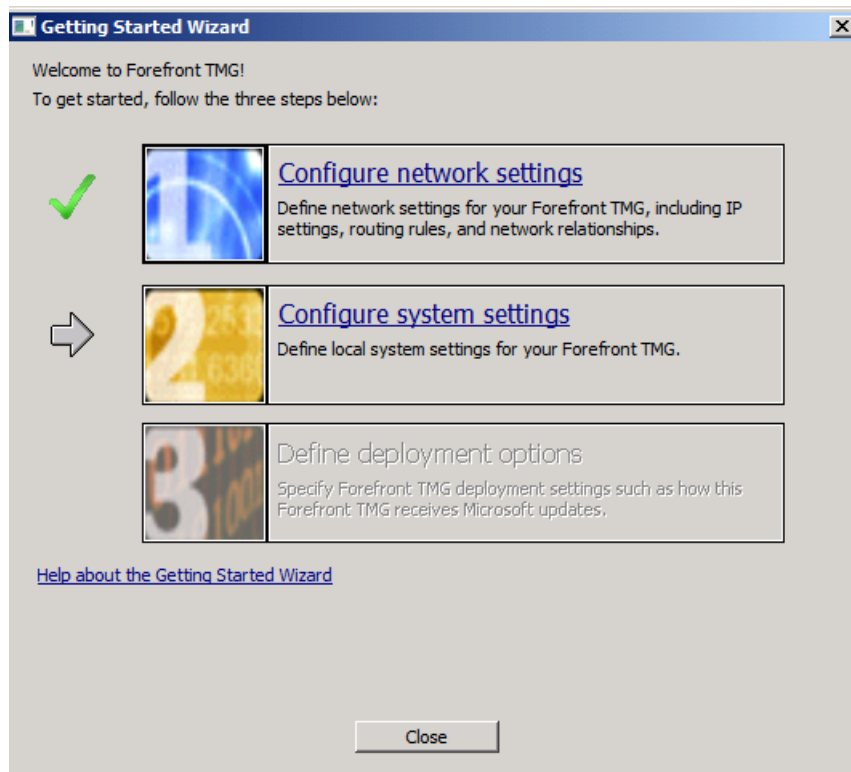 Getting Started Wizard
Welcome to Forefront TMG!
To get started, follow the three steps below:
1
Configure network settings
Define network settings for your Forefront TMG, including IP
settings, routing rules, and network relationships.
2
Configure system settings
Define local system settings for your Forefront TMG.
3
Define deployment options
Specify Forefront TMG deployment settings such as how this
Forefront TMG receives Microsoft updates.
Help about the Getting Started Wizard
Close